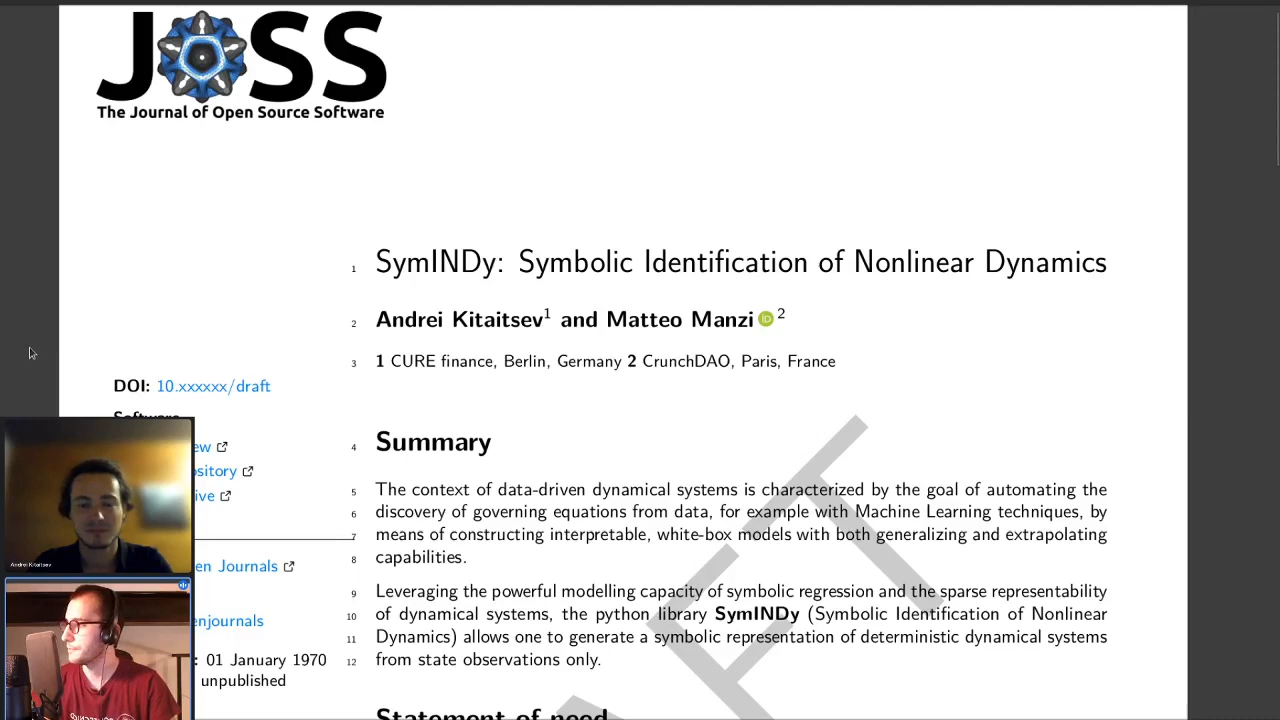 JOSS
The Journal of Open Source Software
1 SymINDy: Symbolic Identification of Nonlinear Dynamics
2 Andrei Kitaitsev1 and Matteo Manzi iD 2
3 1 CURE finance, Berlin, Germany 2 CrunchDAO, Paris, France
DOI: 10.xxxxxx/draft
Software
ew
ository
ive
en Journals
enjournals
: 01 January 1970
unpublished
4 Summary
5 The context of data-driven dynamical systems is characterized by the goal of automating the
6 discovery of governing equations from data, for example with Machine Learning techniques, by
7 means of constructing interpretable, white-box models with both generalizing and extrapolating
8 capabilities.
9 Leveraging the powerful modelling capacity of symbolic regression and the sparse representability
10 of dynamical systems, the python library SymINDy (Symbolic Identification of Nonlinear
11 Dynamics) allows one to generate a symbolic representation of deterministic dynamical systems
12 from state observations only.
Statement of need
Andrei Kitaitsev